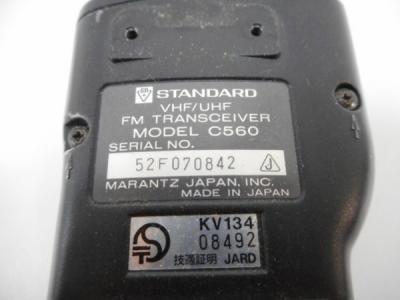 STANDARD
VHF/UHF
FM TRANSCEIVER
MODEL C560
SERIAL NO.
52F070842 J
MARANTZ JAPAN, INC.
MADE IN JAPAN
KV134
08492
技適証明 JARD